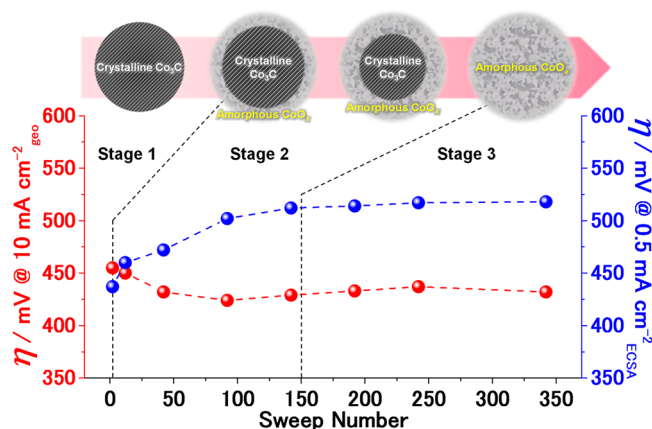 Crystalline Co₃C
Crystalline
Co₃C
Amorphous CoOₓ
Crystalline
Co₃C
Amorphous CoOₓ
Amorphous CoOₓ
Stage 1
Stage 2
Stage 3
η / mV @ 10 mA cm⁻² geo
600
550
500
450
400
350
600
550
500
450
400
350
η / mV @ 0.5 mA cm⁻² ECSA
0
50
100
150
200
250
300
350
Sweep Number